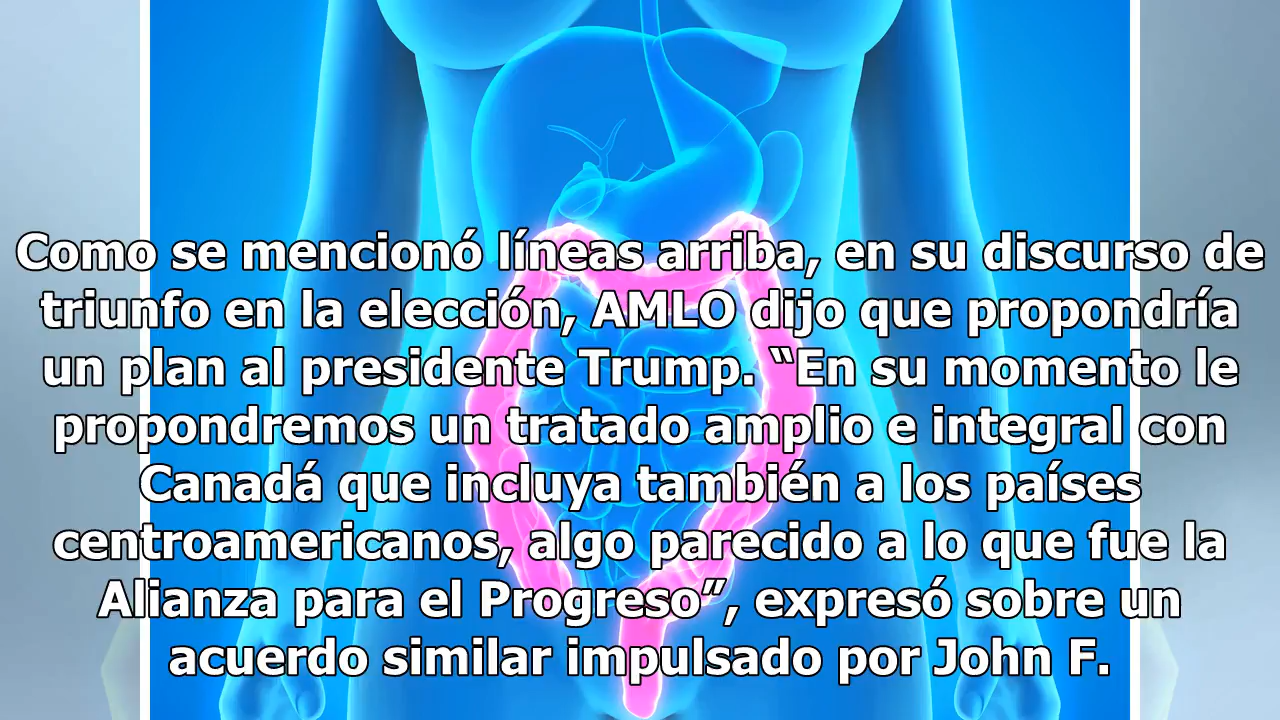 Como se mencionó líneas arriba, en su discurso de
triunfo en la elección, AMLO dijo que propondría
un plan al presidente Trump. “En su momento le
propondremos un tratado amplio e integral con
Canadá que incluya también a los países
centroamericanos, algo parecido a lo que fue la
Alianza para el Progreso”, expresó sobre un
acuerdo similar impulsado por John F.